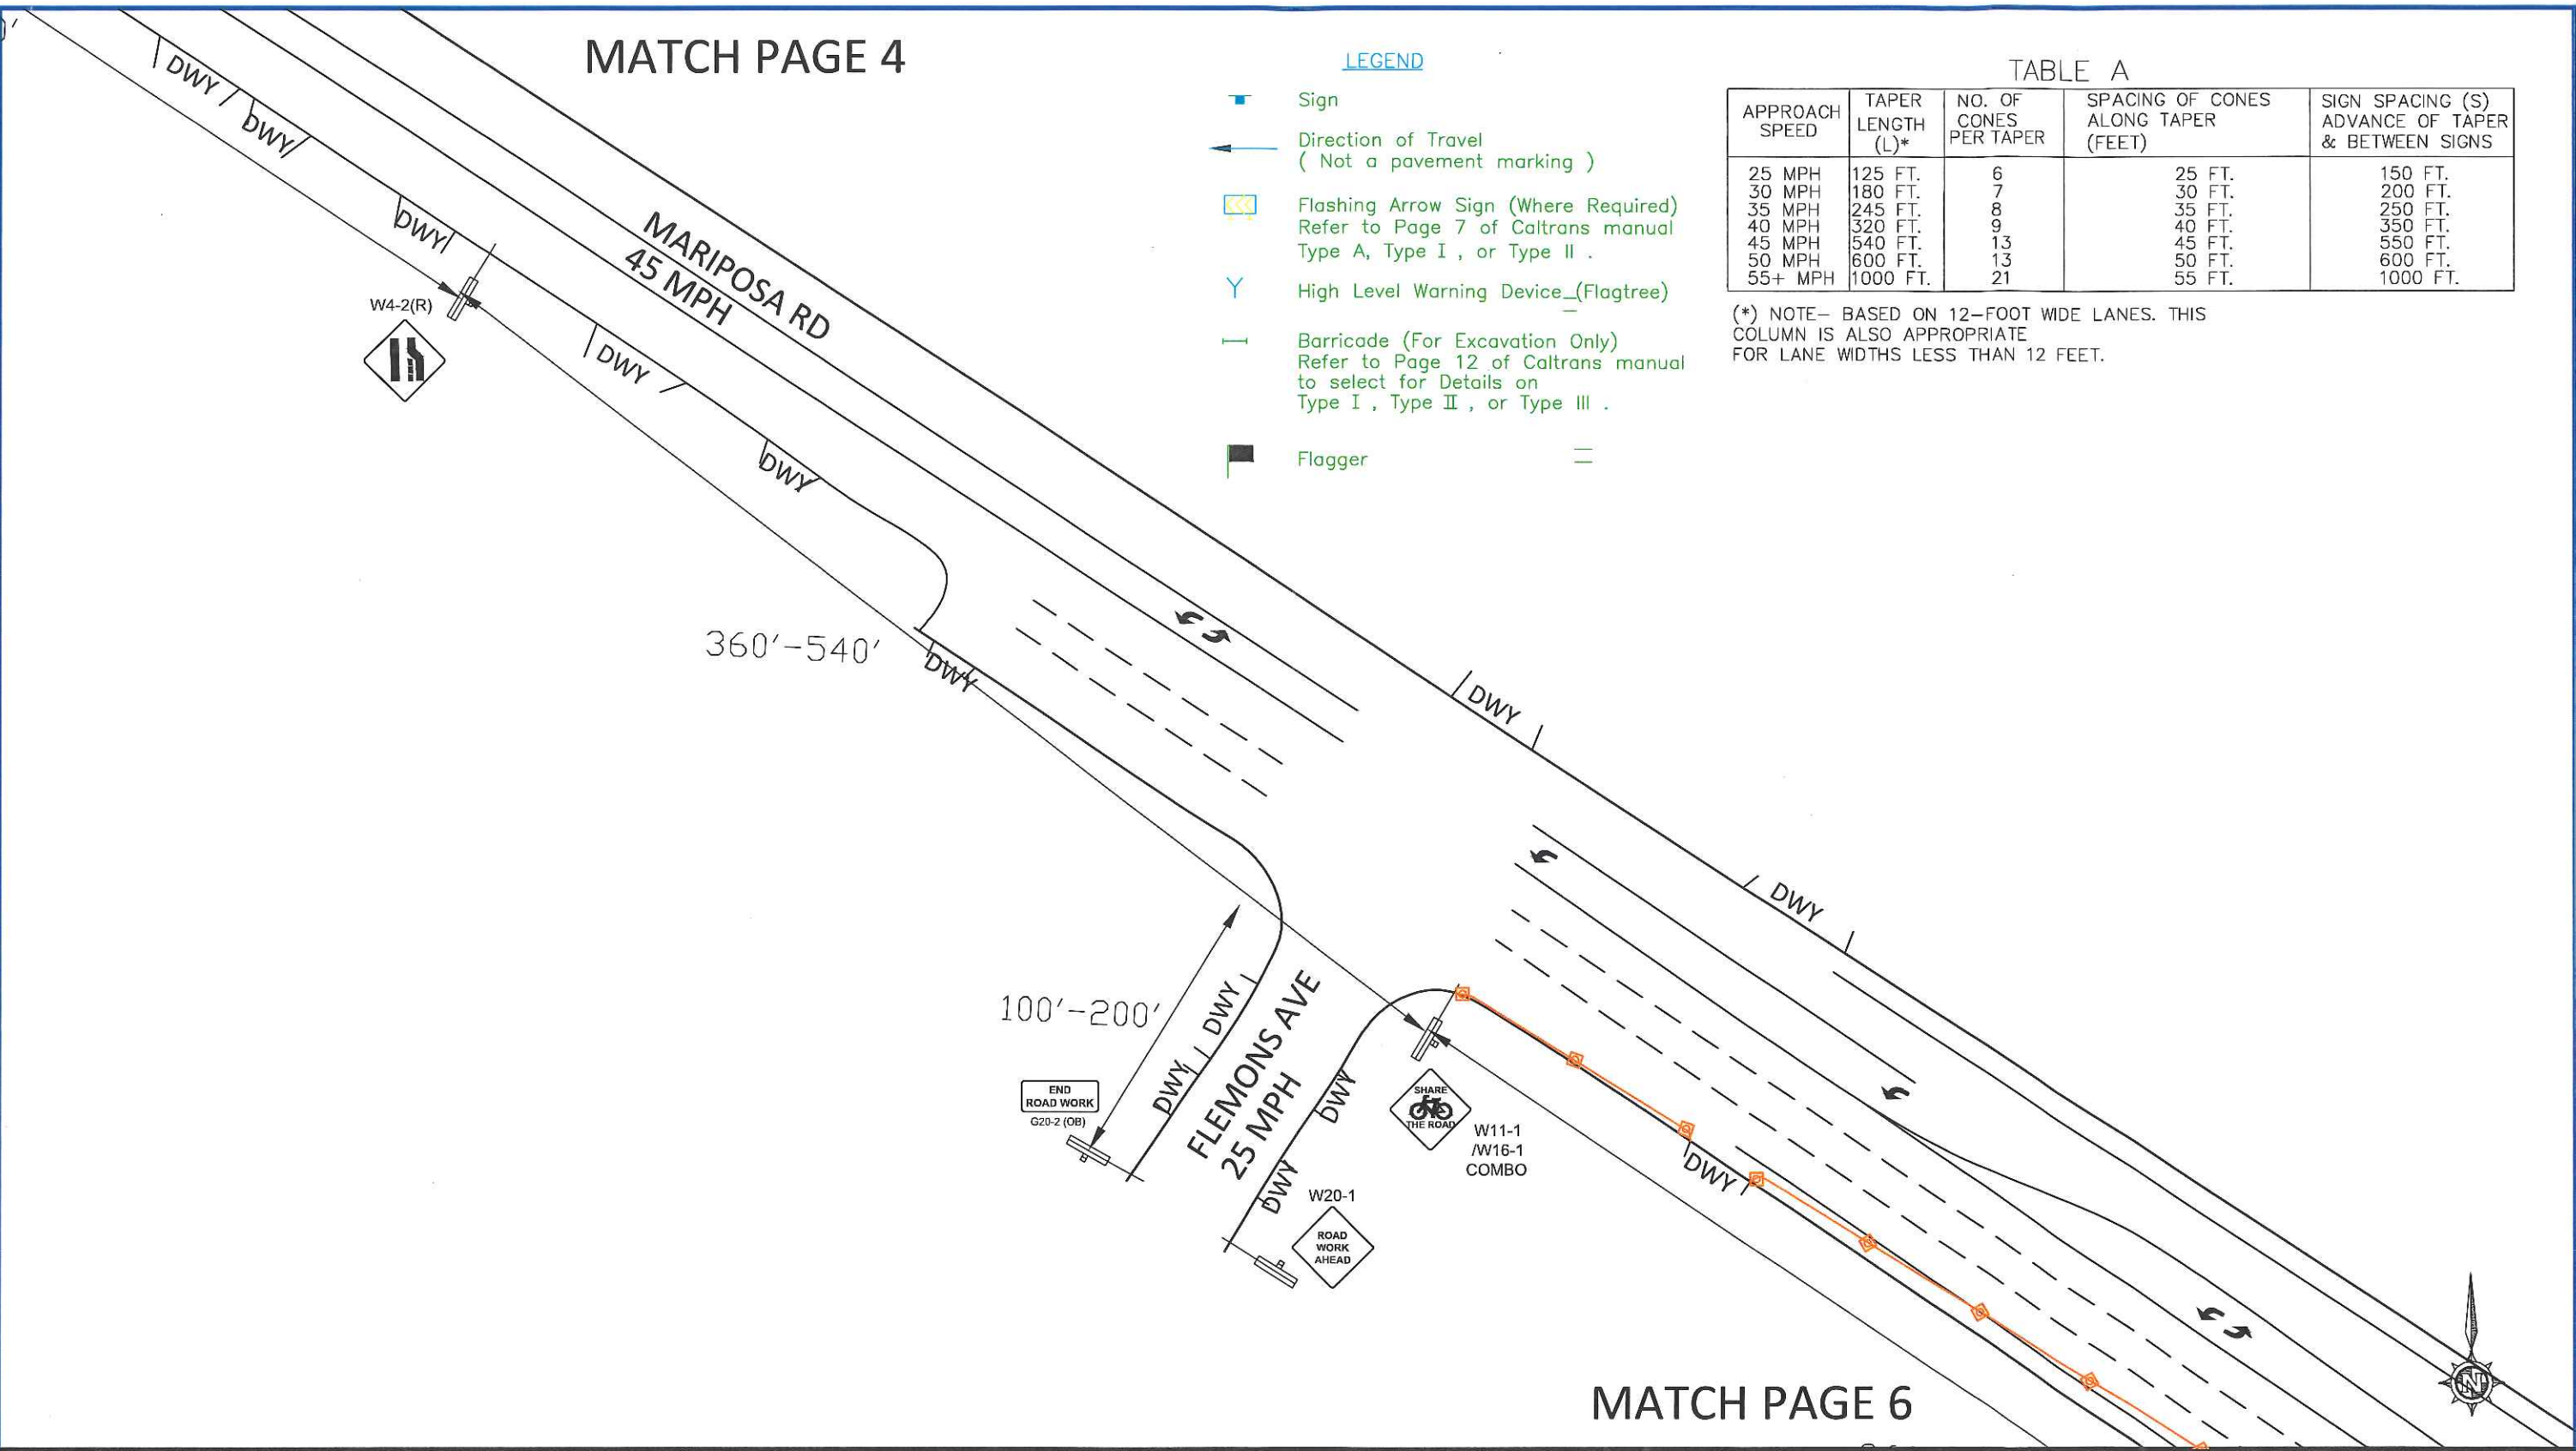 MATCH PAGE 4
LEGEND
Sign
Direction of Travel
( Not a pavement marking )
Flashing Arrow Sign (Where Required)
Refer to Page 7 of Caltrans manual
Type A, Type I , or Type II .
High Level Warning Device_(Flagtree)
Barricade (For Excavation Only)
Refer to Page 12 of Caltrans manual
to select for Details on
Type I , Type II , or Type III .
Flagger
TABLE A
APPROACH SPEED TAPER LENGTH (L)* NO. OF CONES PER TAPER SPACING OF CONES ALONG TAPER (FEET) SIGN SPACING (S) ADVANCE OF TAPER & BETWEEN SIGNS
25 MPH 125 FT. 6 25 FT. 150 FT.
30 MPH 180 FT. 7 30 FT. 200 FT.
35 MPH 245 FT. 8 35 FT. 250 FT.
40 MPH 320 FT. 9 40 FT. 350 FT.
45 MPH 540 FT. 13 45 FT. 550 FT.
50 MPH 600 FT. 13 50 FT. 600 FT.
55+ MPH 1000 FT. 21 55 FT. 1000 FT.
(*) NOTE- BASED ON 12-FOOT WIDE LANES. THIS
COLUMN IS ALSO APPROPRIATE
FOR LANE WIDTHS LESS THAN 12 FEET.
DWY
DWY
DWY
MARIPOSA RD
45 MPH
W4-2(R)
DWY
DWY
360'-540'
DWY
DWY
DWY
100'-200'
DWY
DWY
FLEMONS AVE
25 MPH
DWY
DWY
END
ROAD WORK
G20-2 (OB)
SHARE
THE ROAD
W11-1
/W16-1
COMBO
DWY
W20-1
ROAD
WORK
AHEAD
MATCH PAGE 6
N